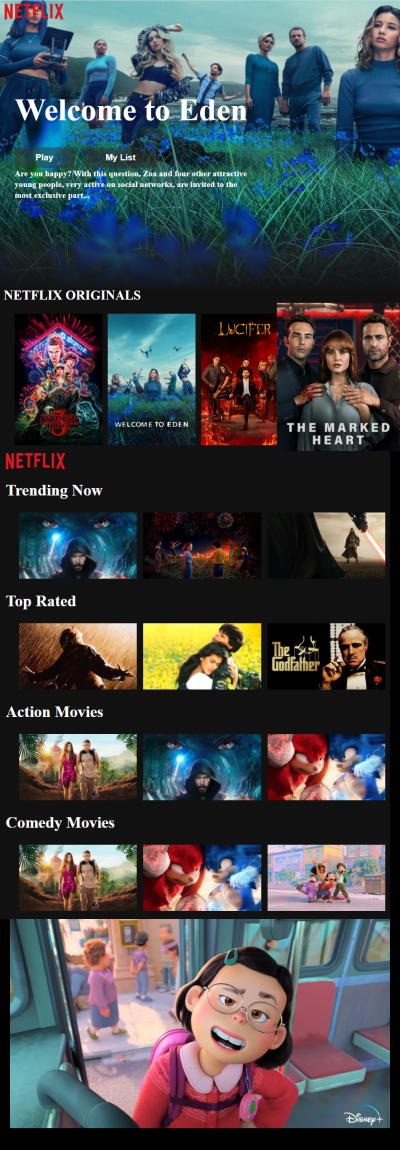 NETFLIX
Welcome to Eden
Play My List
Are you happy? With this question, Zoa and four other attractive
young people, very active on social networks, are invited to the
most exclusive part...
NETFLIX ORIGINALS
LUCIFER
WELCOME TO EDEN
THE MARKED
HEART
NETFLIX
Trending Now
Top Rated
The
Godfather
Action Movies
Comedy Movies
Disney+